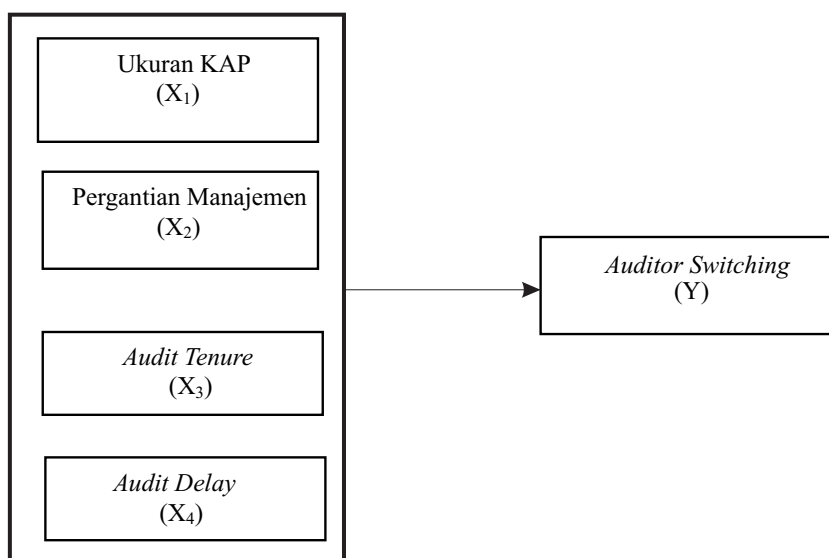 Ukuran KAP
(X₁)
Pergantian Manajemen
(X₂)
Audit Tenure
(X₃)
Audit Delay
(X₄)
Auditor Switching
(Y)